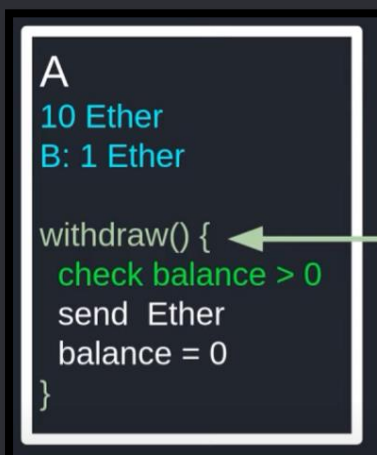 A
10 Ether
B: 1 Ether
withdraw() {
check balance > 0
send Ether
balance = 0
}